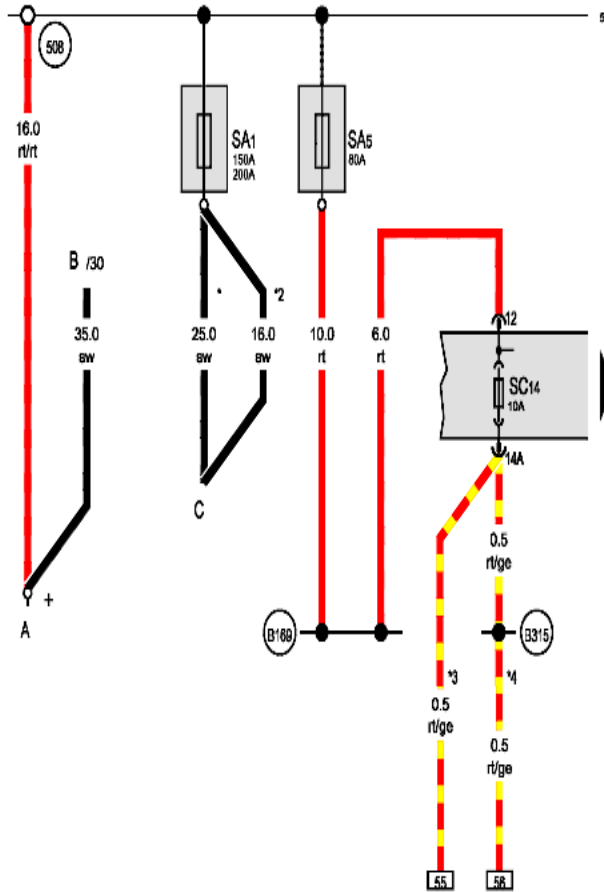 5
508
SA1
150A
200A
SA5
80A
16.0
rt/rt
B /30
*
*2
35.0
sw
25.0
sw
16.0
sw
10.0
rt
6.0
rt
12
SC14
10A
14A
C
0.5
rt/ge
A
+
B169
B315
*3
*4
0.5
rt/ge
0.5
rt/ge
55
56